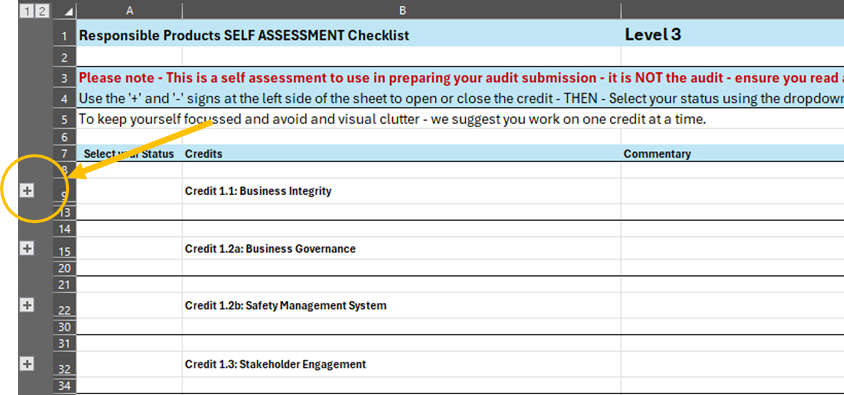 1 2 A B
1 Responsible Products SELF ASSESSMENT Checklist Level 3
2
3 Please note - This is a self assessment to use in preparing your audit submission - it is NOT the audit - ensure you read
4 Use the '+' and '-' signs at the left side of the sheet to open or close the credit - THEN - Select your status using the dropdown
5 To keep yourself focussed and avoid and visual clutter - we suggest you work on one credit at a time.
6
7 Select your Status Credits Commentary
8
+ 9 Credit 1.1: Business Integrity
13
14
+ 15 Credit 1.2a: Business Governance
20
21
+ 22 Credit 1.2b: Safety Management System
30
31
+ 32 Credit 1.3: Stakeholder Engagement
34